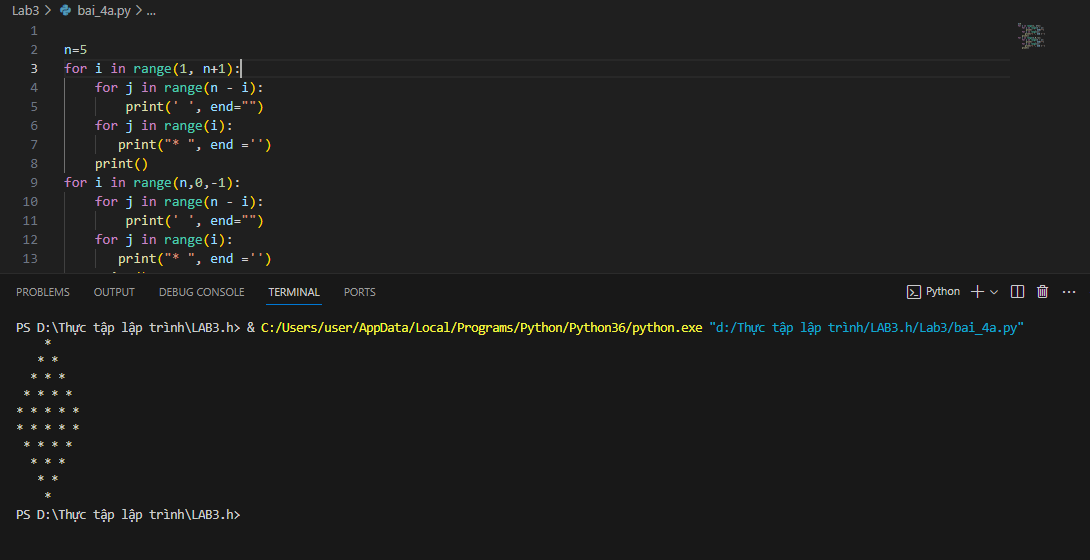 Lab3 > bai_4a.py > ...
1
2 n=5
3 for i in range(1, n+1):
4     for j in range(n - i):
5         print(' ', end="")
6     for j in range(i):
7        print("* ", end ='')
8     print()
9 for i in range(n,0,-1):
10     for j in range(n - i):
11         print(' ', end="")
12     for j in range(i):
13        print("* ", end ='')
PROBLEMS OUTPUT DEBUG CONSOLE TERMINAL PORTS Python
PS D:\Thực tập lập trình\LAB3.h> & C:/Users/user/AppData/Local/Programs/Python/Python36/python.exe "d:/Thực tập lập trình/LAB3.h/Lab3/bai_4a.py"
    *
   * *
  * * *
 * * * *
* * * * *
* * * * *
 * * * *
  * * *
   * *
    *
PS D:\Thực tập lập trình\LAB3.h>